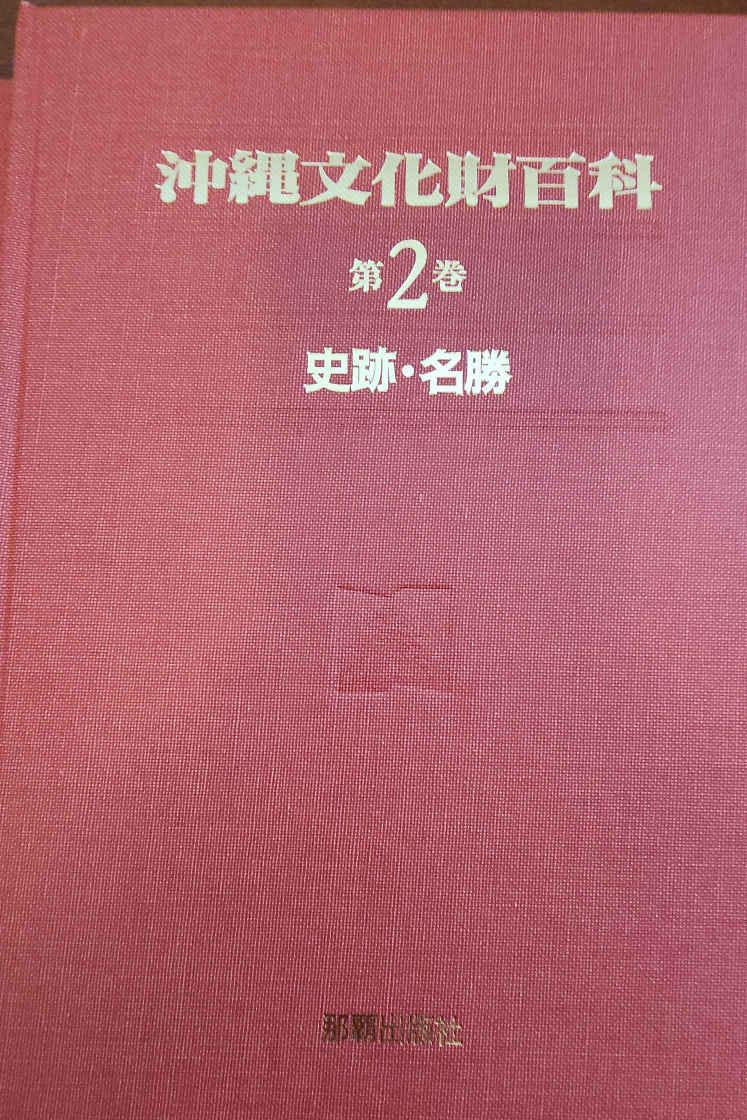 沖縄文化財百科
第2巻
史跡・名勝
那覇出版社